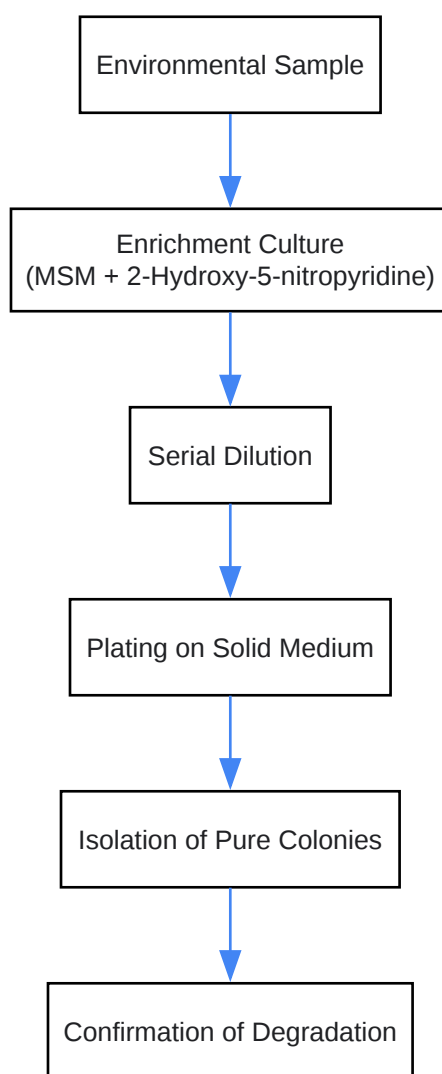 Environmental Sample
Enrichment Culture
(MSM + 2-Hydroxy-5-nitropyridine)
Serial Dilution
Plating on Solid Medium
Isolation of Pure Colonies
Confirmation of Degradation